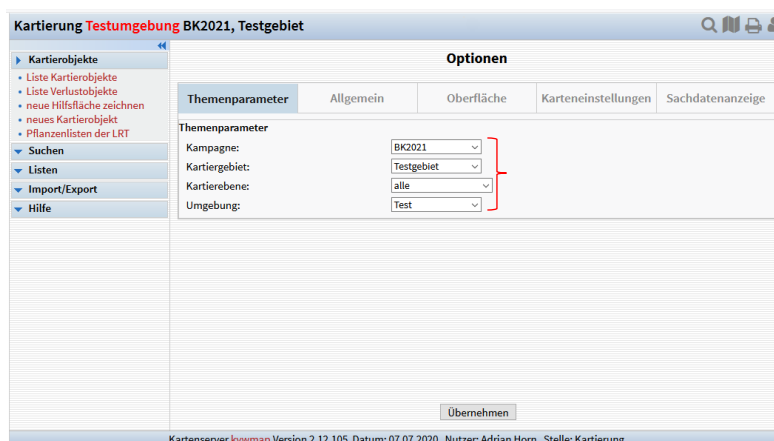 Kartierung Testumgebung BK2021, Testgebiet
Kartierobjekte
Liste Kartierobjekte
Liste Verlustobjekte
neue Hilfsfläche zeichnen
neues Kartierobjekt
Pflanzenlisten der LRT
Suchen
Listen
Import/Export
Hilfe
Optionen
Themenparameter Allgemein Oberfläche Karteneinstellungen Sachdatenanzeige
Themenparameter
Kampagne: BK2021
Kartiergebiet: Testgebiet
Kartierebene: alle
Umgebung: Test
Übernehmen
Kartenserver kvwmap Version 2.12.105 Datum: 07.07.2020 Nutzer: Adrian Horn Stelle: Kartierung